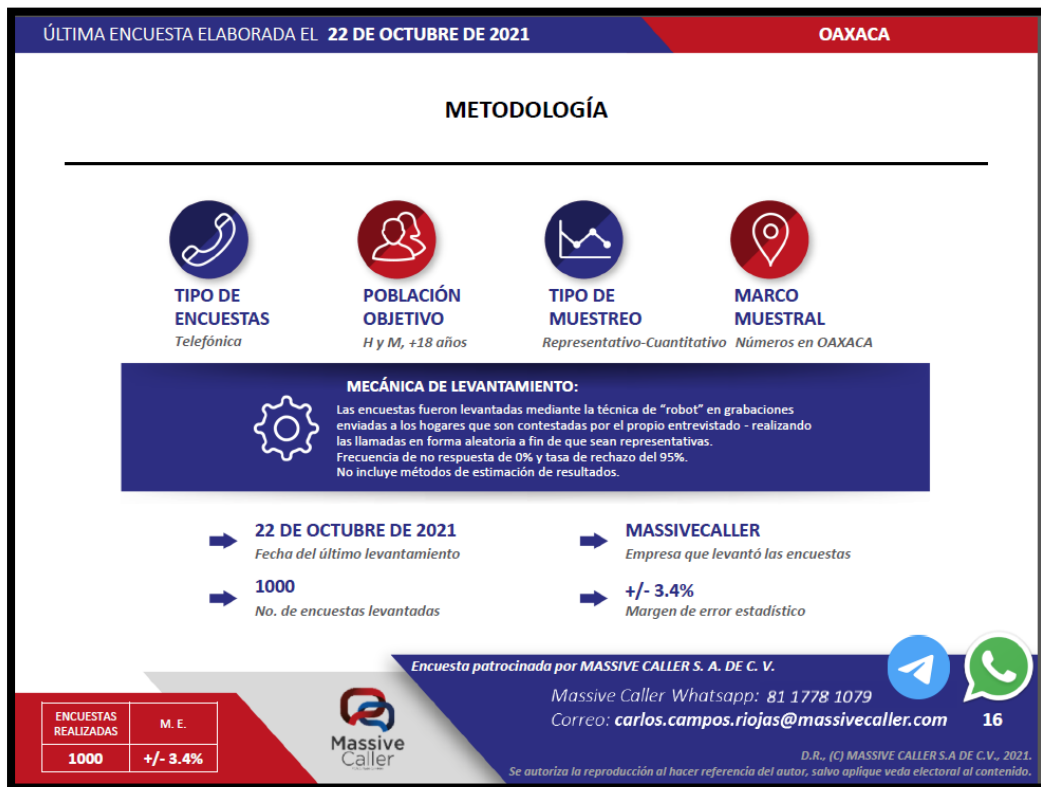 ÚLTIMA ENCUESTA ELABORADA EL 22 DE OCTUBRE DE 2021
OAXACA
METODOLOGÍA
TIPO DE
ENCUESTAS
Telefónica
POBLACIÓN
OBJETIVO
H y M, +18 años
TIPO DE
MUESTREO
Representativo-Cuantitativo
MARCO
MUESTRAL
Números en OAXACA
MECÁNICA DE LEVANTAMIENTO:
Las encuestas fueron levantadas mediante la técnica de “robot” en grabaciones
enviadas a los hogares que son contestadas por el propio entrevistado - realizando
las llamadas en forma aleatoria a fin de que sean representativas.
Frecuencia de no respuesta de 0% y tasa de rechazo del 95%.
No incluye métodos de estimación de resultados.
22 DE OCTUBRE DE 2021
Fecha del último levantamiento
MASSIVECALLER
Empresa que levantó las encuestas
1000
No. de encuestas levantadas
+/- 3.4%
Margen de error estadístico
Encuesta patrocinada por MASSIVE CALLER S. A. DE C. V.
Massive Caller Whatsapp: 81 1778 1079
Correo: carlos.campos.riojas@massivecaller.com
16
ENCUESTAS
REALIZADAS
M. E.
1000
+/- 3.4%
Massive
Caller
D.R., (C) MASSIVE CALLER S.A DE C.V., 2021.
Se autoriza la reproducción al hacer referencia del autor, salvo aplique veda electoral al contenido.